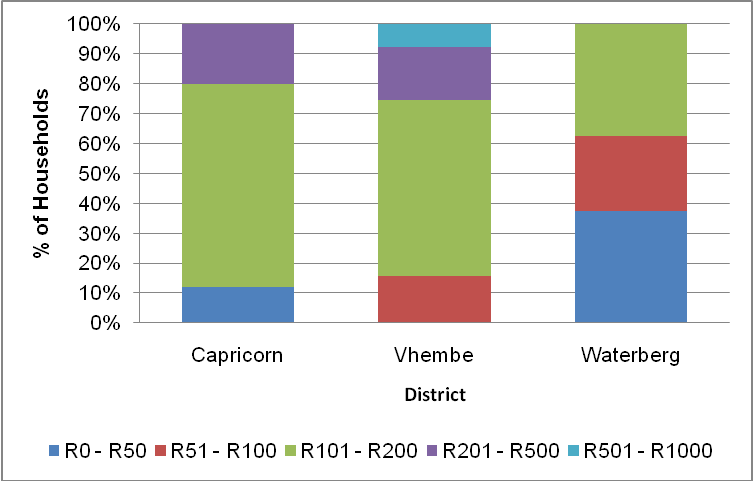 100%
90%
80%
70%
60%
50%
40%
30%
20%
10%
0%
% of Households
Capricorn Vhembe Waterberg
District
R0 - R50 R51 - R100 R101 - R200 R201 - R500 R501 - R1000